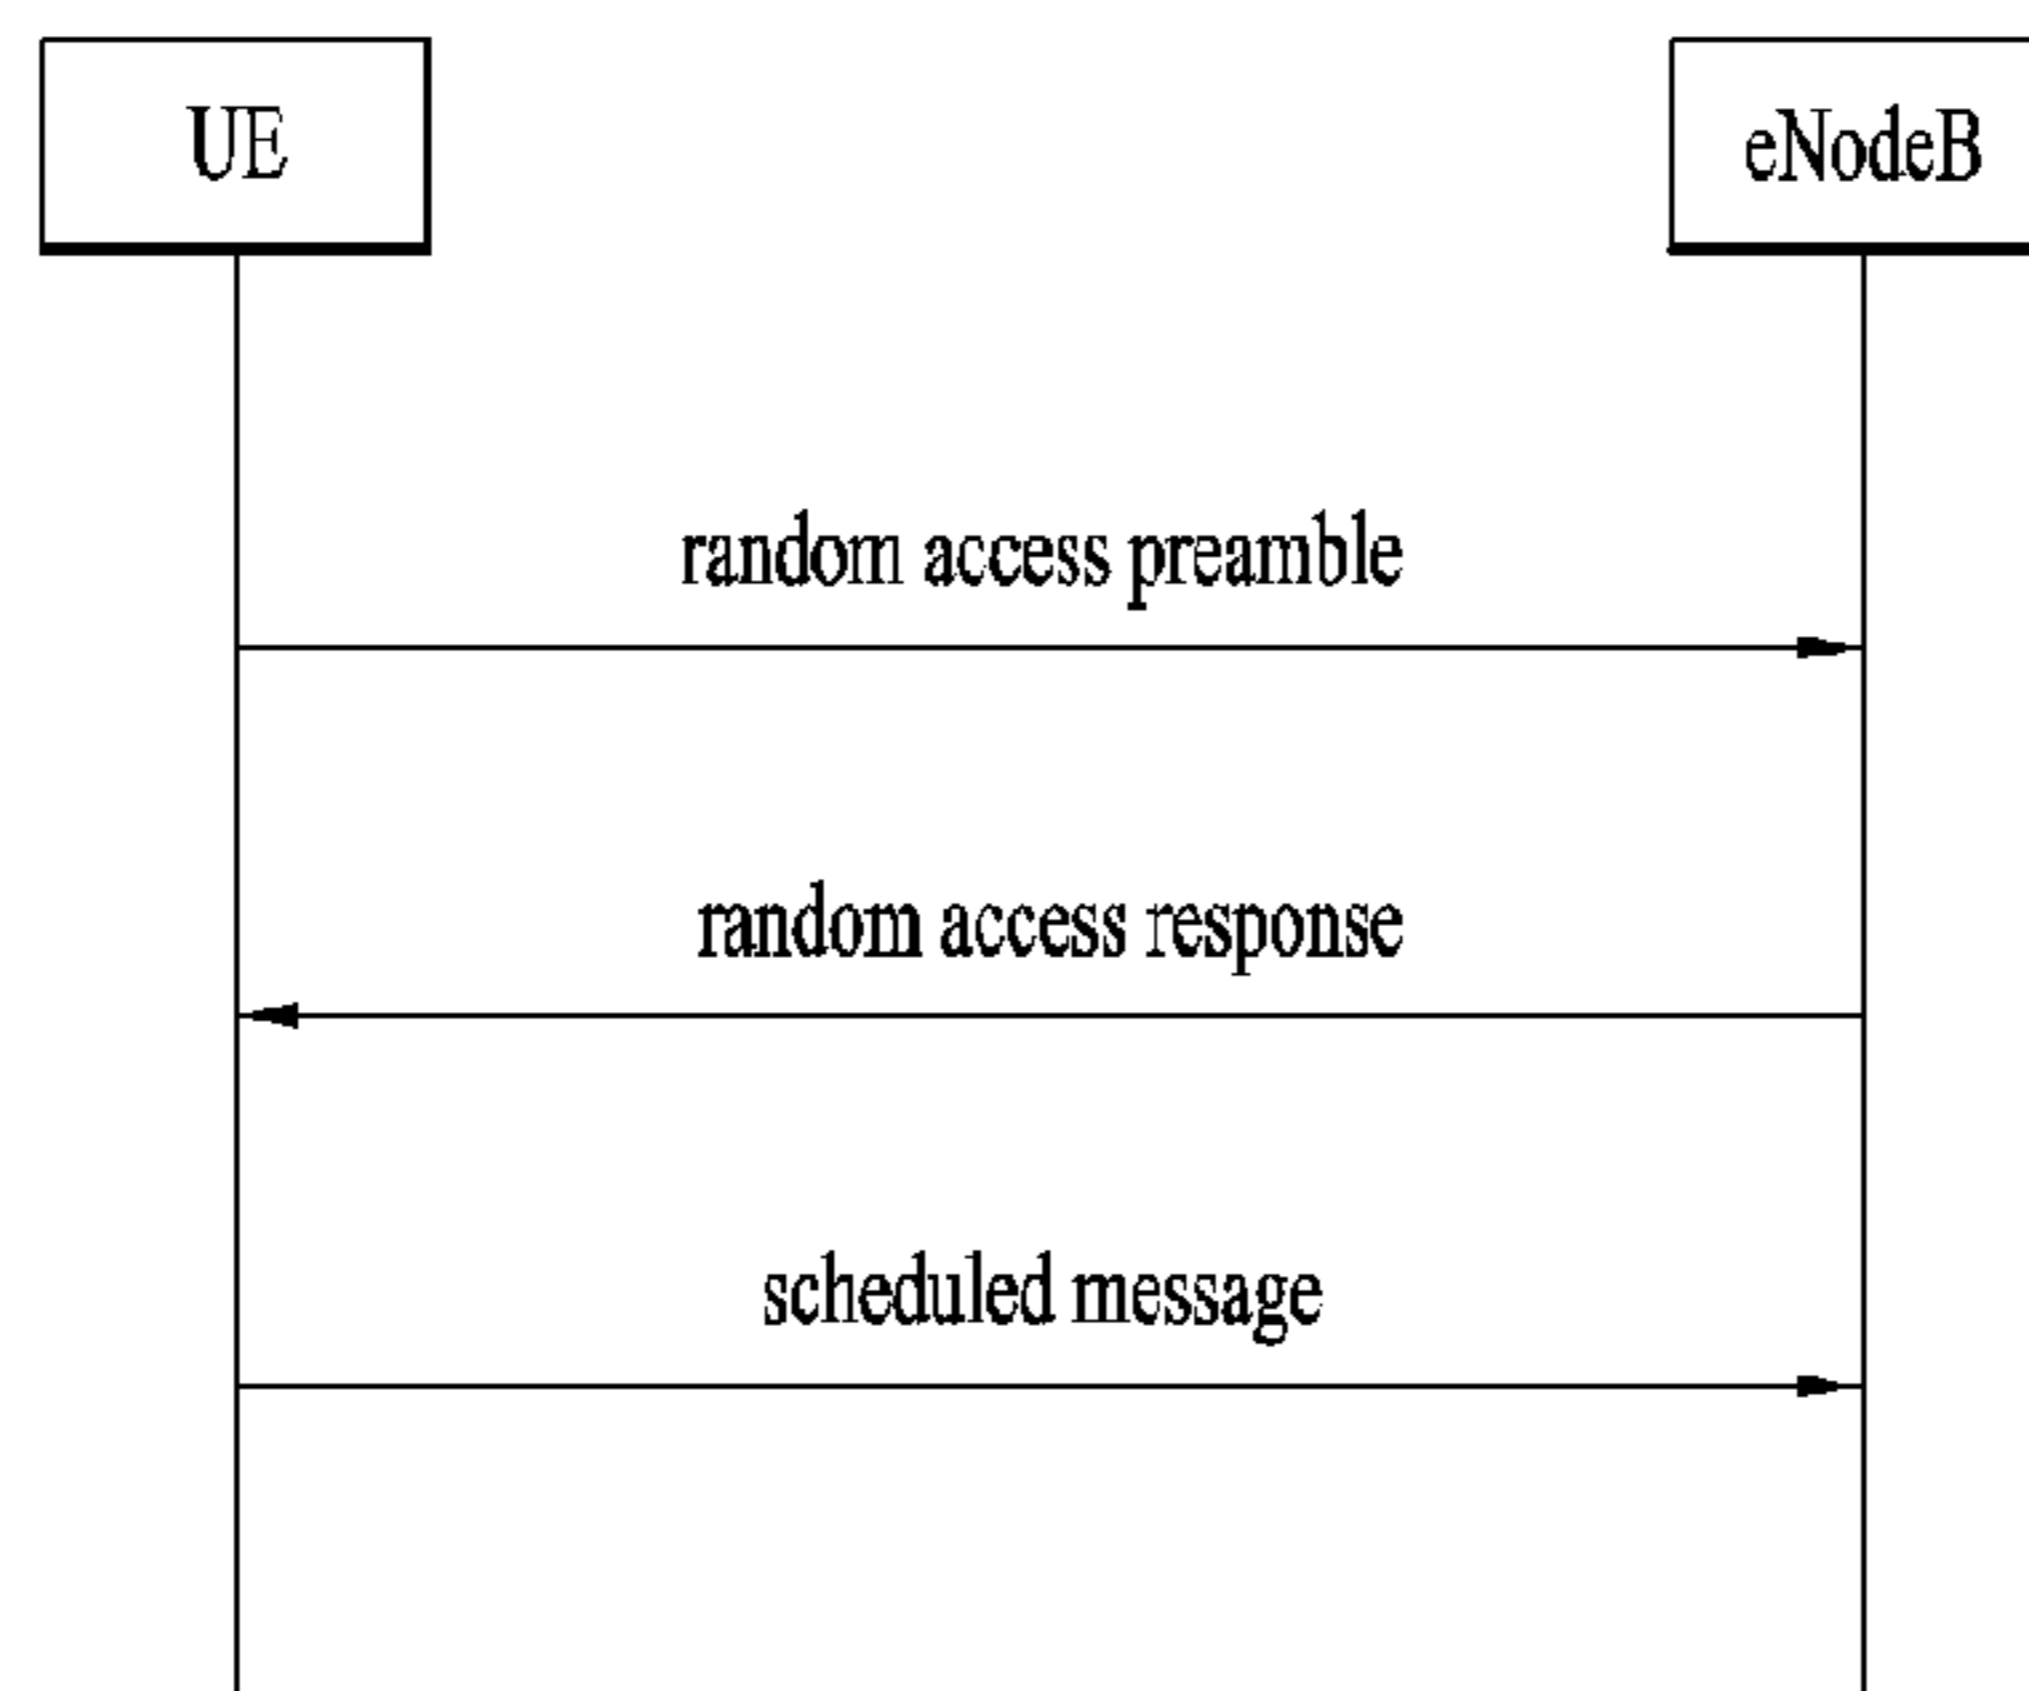 UE
eNodeB
random access preamble
random access response
scheduled message